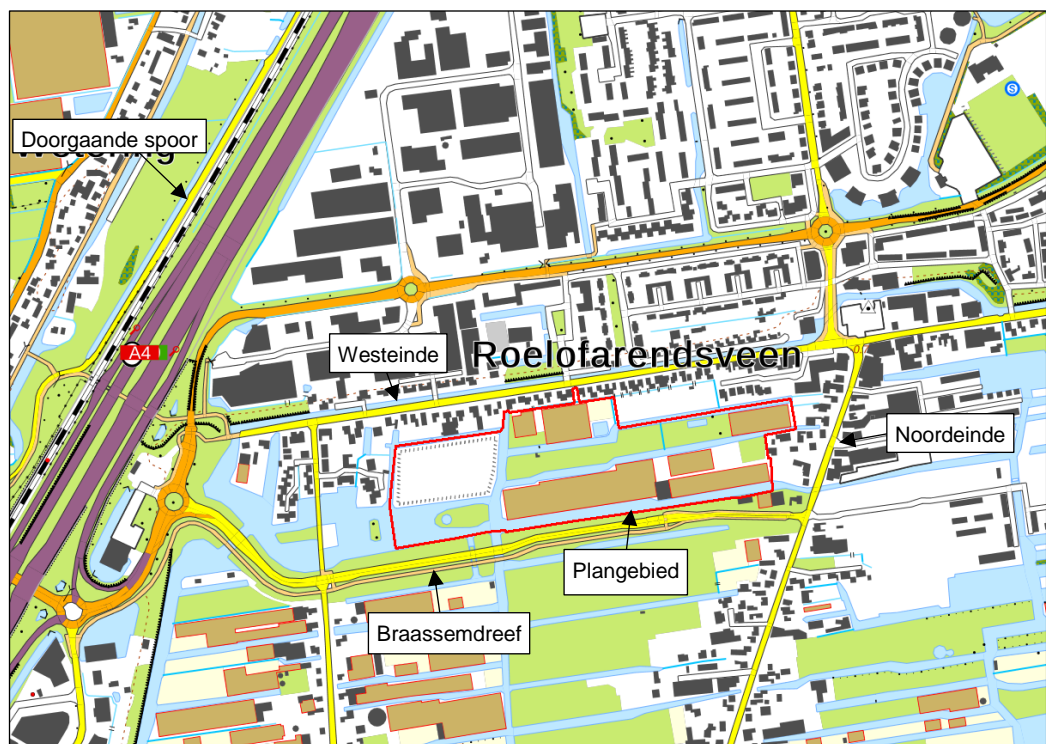 S
Doorgaande spoor
A4
Westeinde
Roelofarendsveen
Noordeinde
Plangebied
Braassemdreef